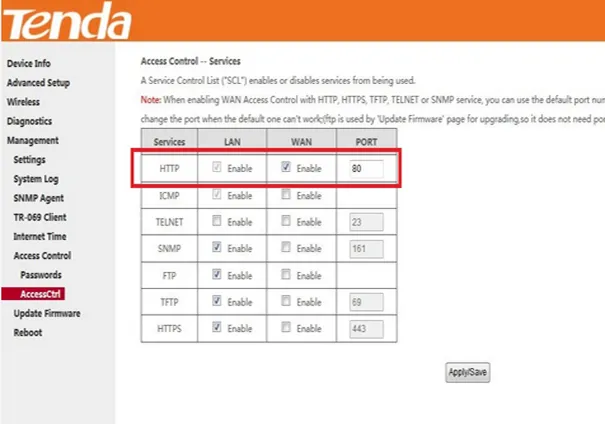 Tenda
Device Info
Advanced Setup
Wireless
Diagnostics
Management
Settings
System Log
SNMP Agent
TR-069 Client
Internet Time
Access Control
Passwords
AccessCtrl
Update Firmware
Reboot
Access Control -- Services
A Service Control List ("SCL") enables or disables services from being used.
Note: When enabling WAN Access Control with HTTP, HTTPS, TFTP, TELNET or SNMP service, you can use the default port num
change the port when the default one can't work;(ftp is used by 'Update Firmware' page for upgrading,so it does not need por
Services LAN WAN PORT
HTTP Enable Enable 80
ICMP Enable Enable
TELNET Enable Enable 23
SNMP Enable Enable 161
FTP Enable Enable
TFTP Enable Enable 69
HTTPS Enable Enable 443
Apply/Save